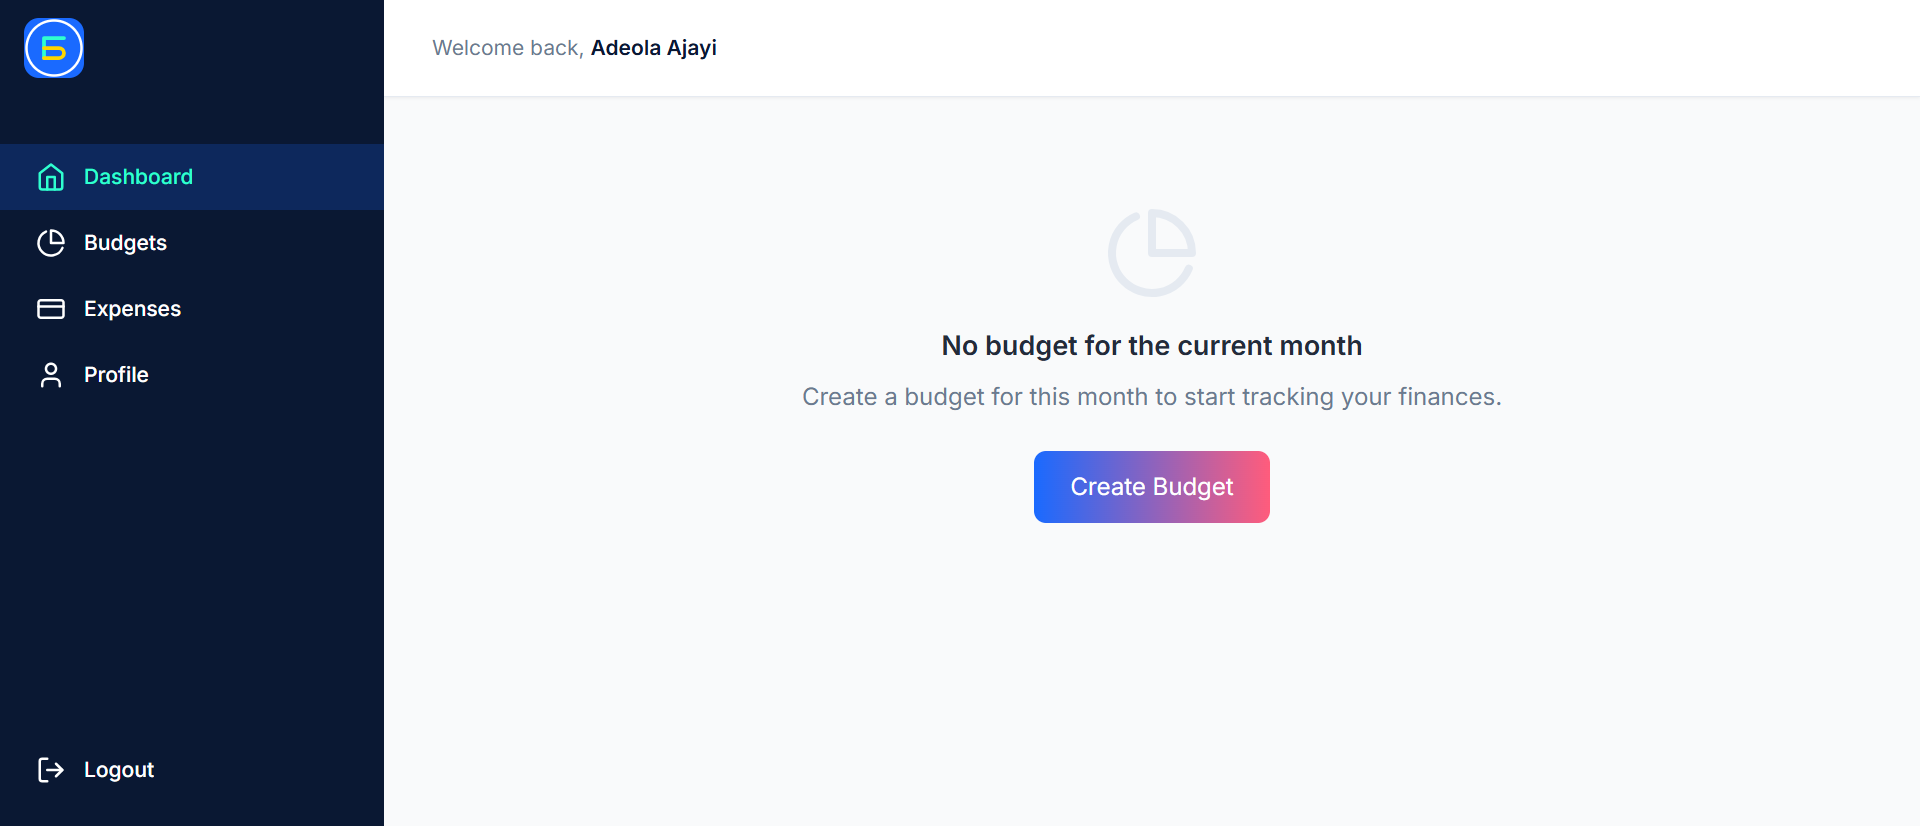 Welcome back, Adeola Ajayi
Dashboard
Budgets
Expenses
Profile
Logout
No budget for the current month
Create a budget for this month to start tracking your finances.
Create Budget